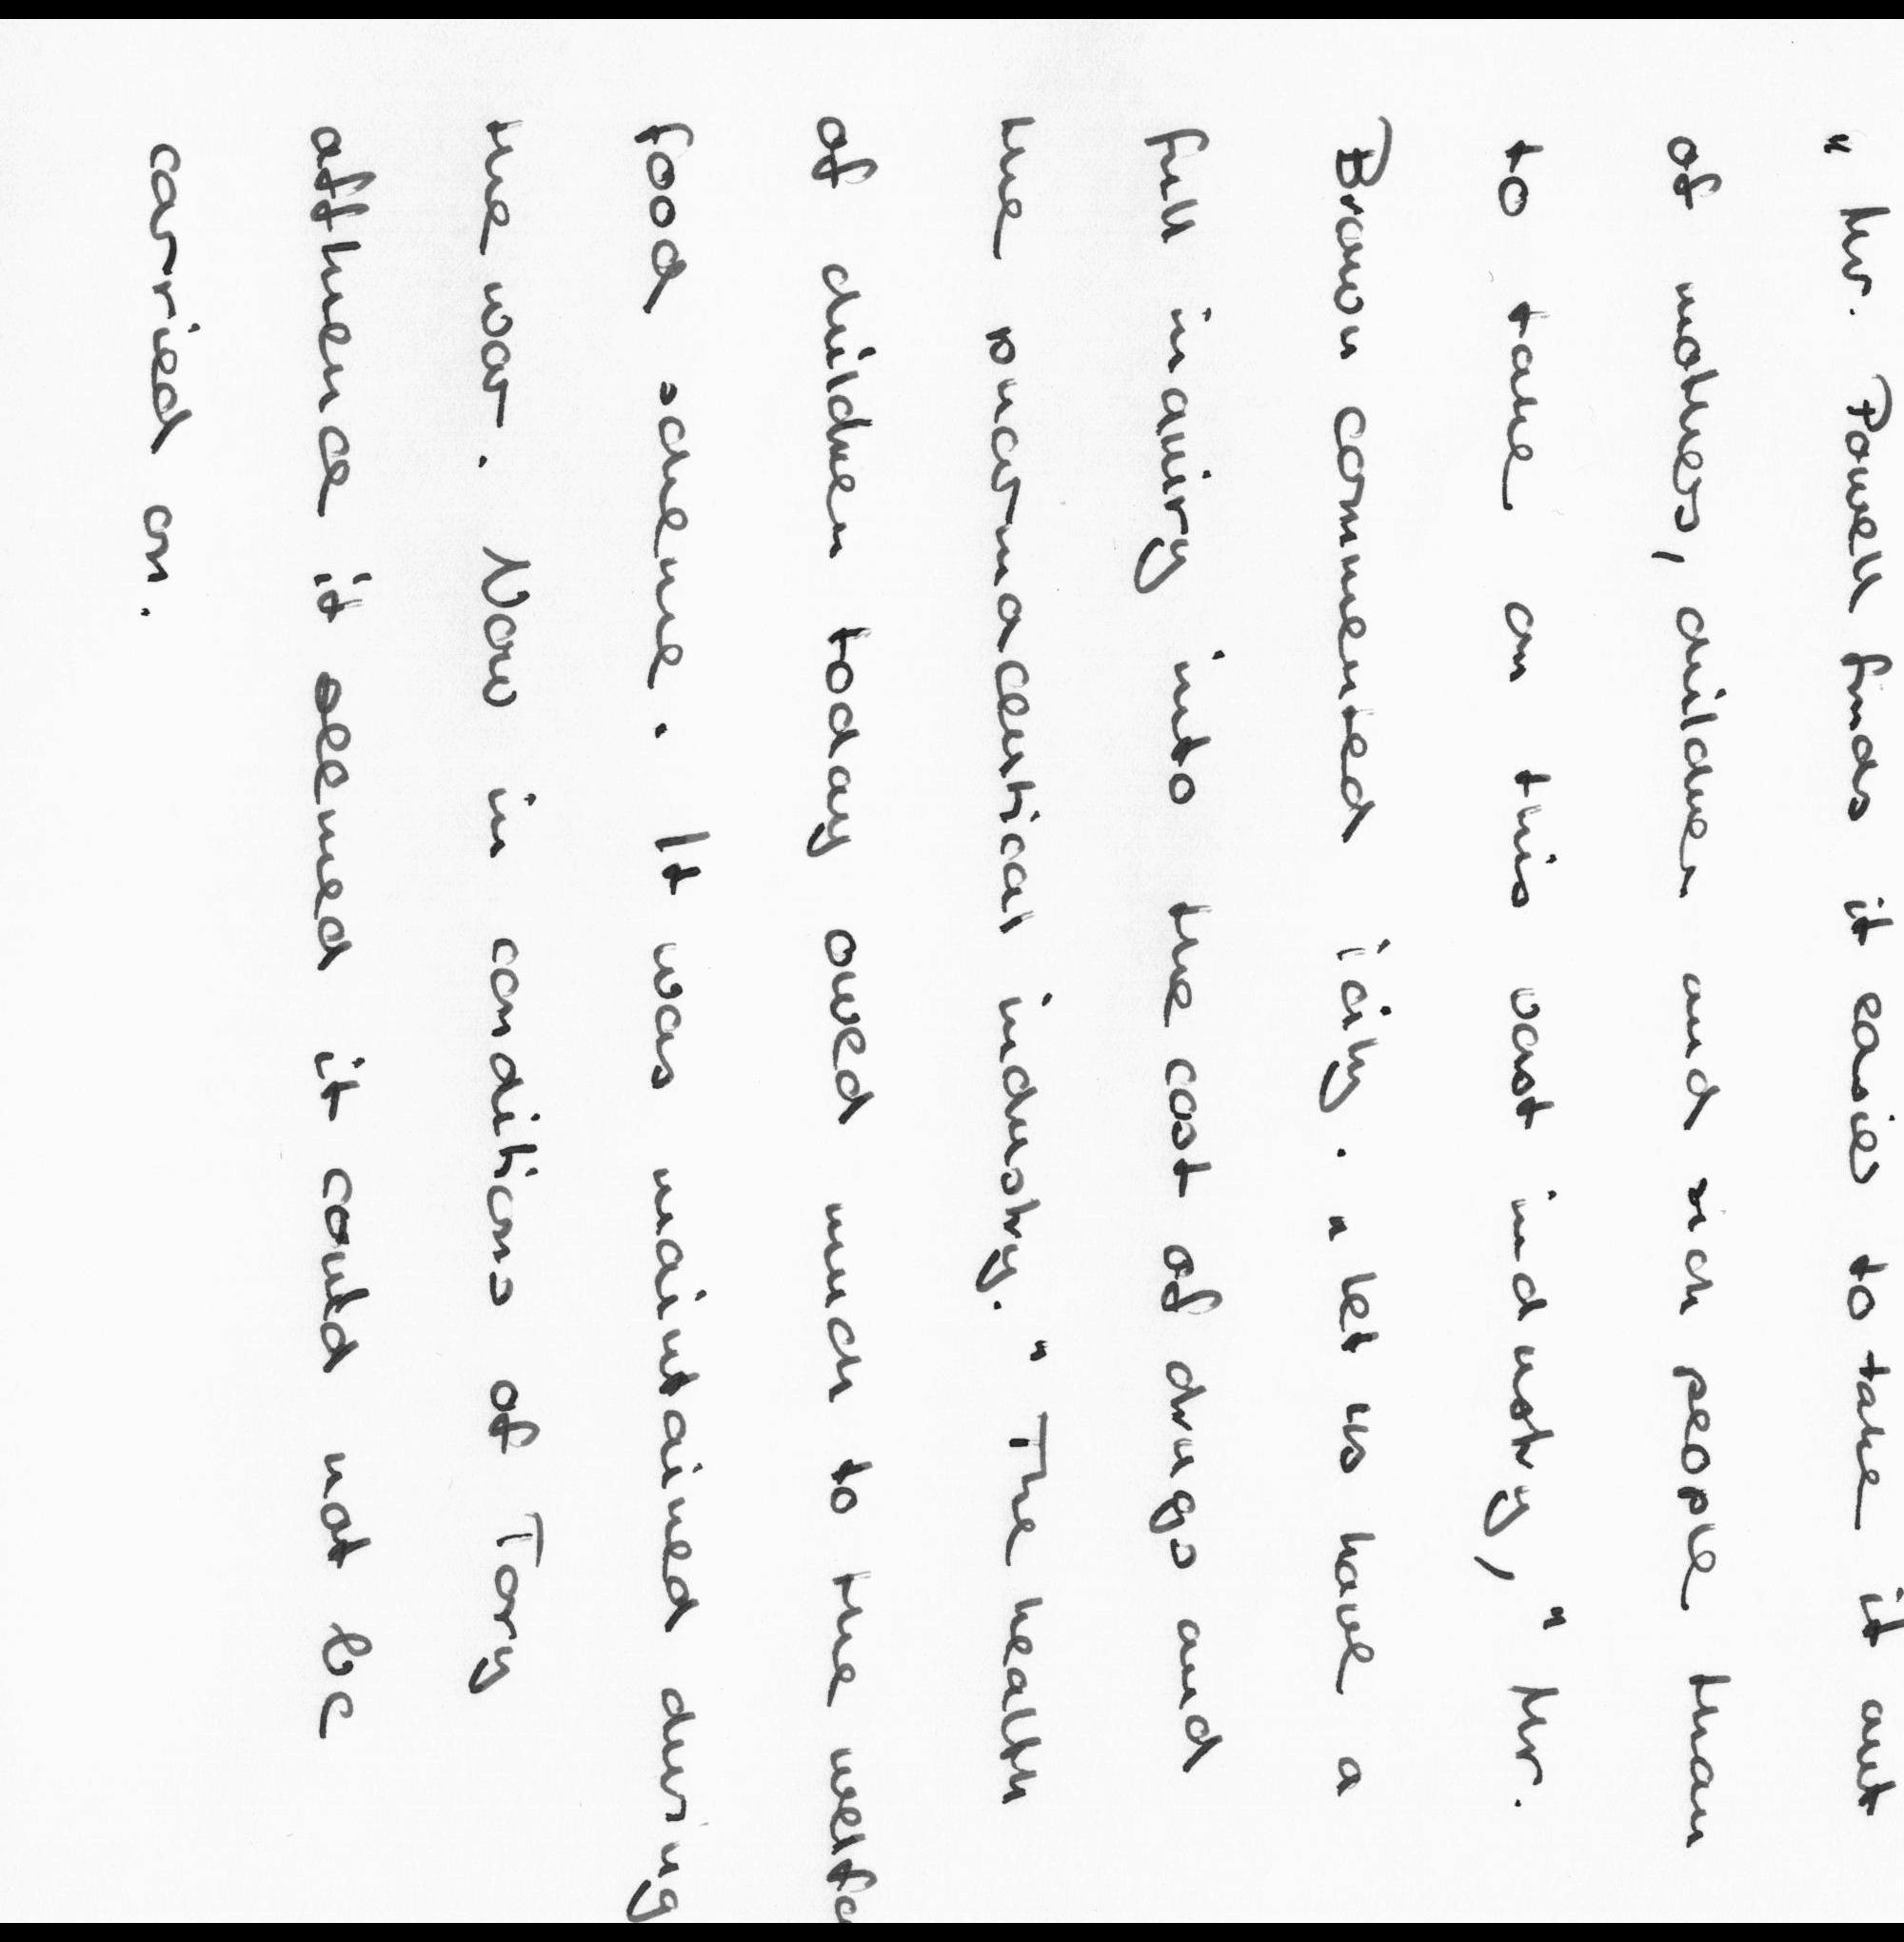 " Mr. Powell finds it easier to take it out
of mothers, children and sick people than
to take on this vast industry, " Mr.
Brown commented icily. " Let us have a
full inquiry into the cost of drugs and
the pharmaceutical industry. " The health
of children today owed much to the
food scheme. It was maintained during
the war. Now in conditions of Tory
affluence it seemed it could not be
carried on.